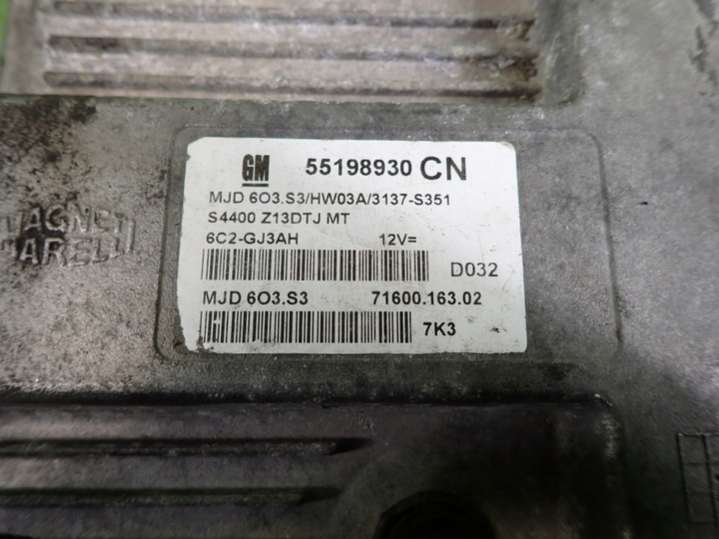 GM 55198930 CN
MJD 6O3.S3/HW03A/3137-S351
S4400 Z13DTJ MT
6C2-GJ3AH 12V=
D032
MJD 6O3.S3 71600.163.02
7K3
MAGNETI
MARELLI